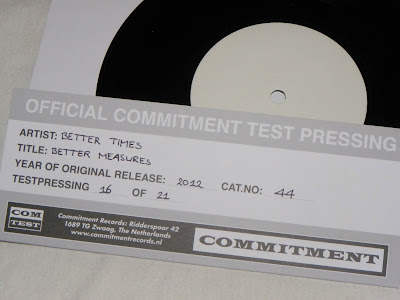 OFFICIAL COMMITMENT TEST PRESSING
ARTIST: BETTER TIMES
TITLE: BETTER MEASURES
YEAR OF ORIGINAL RELEASE: 2012 CAT.NO: 44
TESTPRESSING 16 OF 21
COM TEST
Commitment Records: Ridderspoor 42
1689 TG Zwaag, The Netherlands
www.commitmentrecords.nl
COMMITMENT